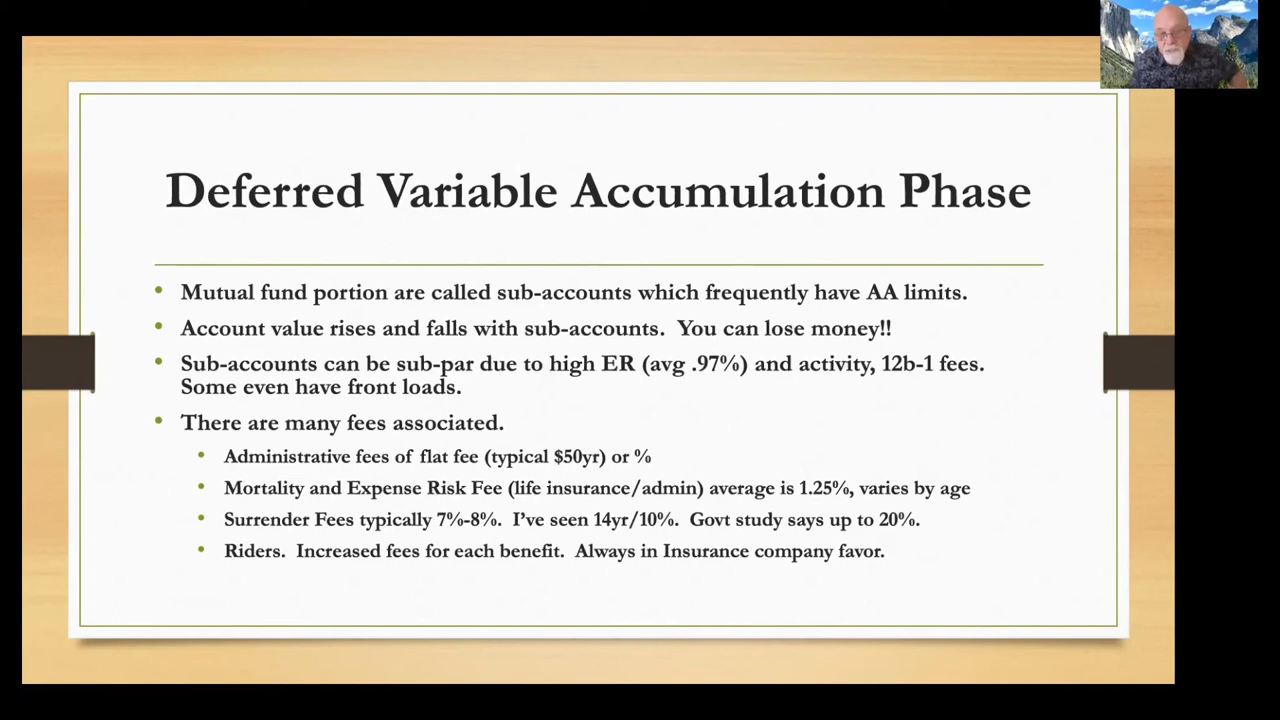 Deferred Variable Accumulation Phase
• Mutual fund portion are called sub-accounts which frequently have AA limits.
• Account value rises and falls with sub-accounts.  You can lose money!!
• Sub-accounts can be sub-par due to high ER (avg .97%) and activity, 12b-1 fees.
Some even have front loads.
• There are many fees associated.
• Administrative fees of flat fee (typical $50yr) or %
• Mortality and Expense Risk Fee (life insurance/admin) average is 1.25%, varies by age
• Surrender Fees typically 7%-8%.  I’ve seen 14yr/10%.  Govt study says up to 20%.
• Riders.  Increased fees for each benefit.  Always in Insurance company favor.